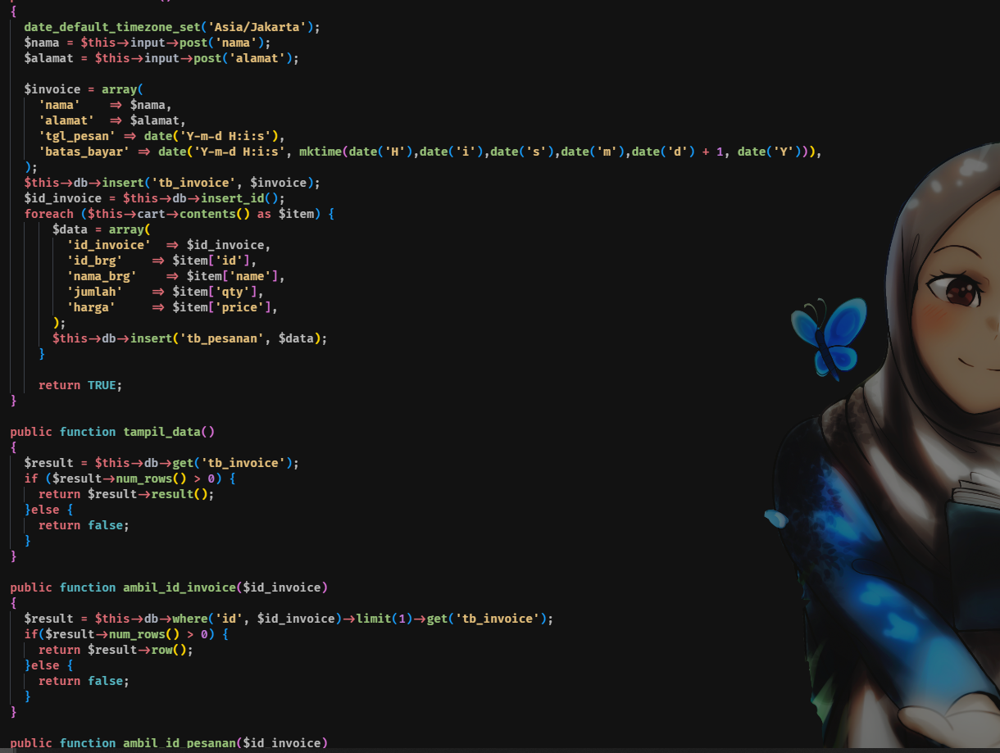 {
  date_default_timezone_set('Asia/Jakarta');
  $nama = $this->input->post('nama');
  $alamat = $this->input->post('alamat');
  $invoice = array(
    'nama'    => $nama,
    'alamat'  => $alamat,
    'tgl_pesan' => date('Y-m-d H:i:s'),
    'batas_bayar' => date('Y-m-d H:i:s', mktime(date('H'),date('i'),date('s'),date('m'),date('d') + 1, date('Y'))),
  );
  $this->db->insert('tb_invoice', $invoice);
  $id_invoice = $this->db->insert_id();
  foreach ($this->cart->contents() as $item) {
      $data = array(
        'id_invoice'  => $id_invoice,
        'id_brg'    => $item['id'],
        'nama_brg'    => $item['name'],
        'jumlah'    => $item['qty'],
        'harga'     => $item['price'],
      );
      $this->db->insert('tb_pesanan', $data);
    }
    return TRUE;
}
public function tampil_data()
{
  $result = $this->db->get('tb_invoice');
  if ($result->num_rows() > 0) {
    return $result->result();
  }else {
    return false;
  }
}
public function ambil_id_invoice($id_invoice)
{
  $result = $this->db->where('id', $id_invoice)->limit(1)->get('tb_invoice');
  if($result->num_rows() > 0) {
    return $result->row();
  }else {
    return false;
  }
}
public function ambil_id_pesanan($id_invoice)